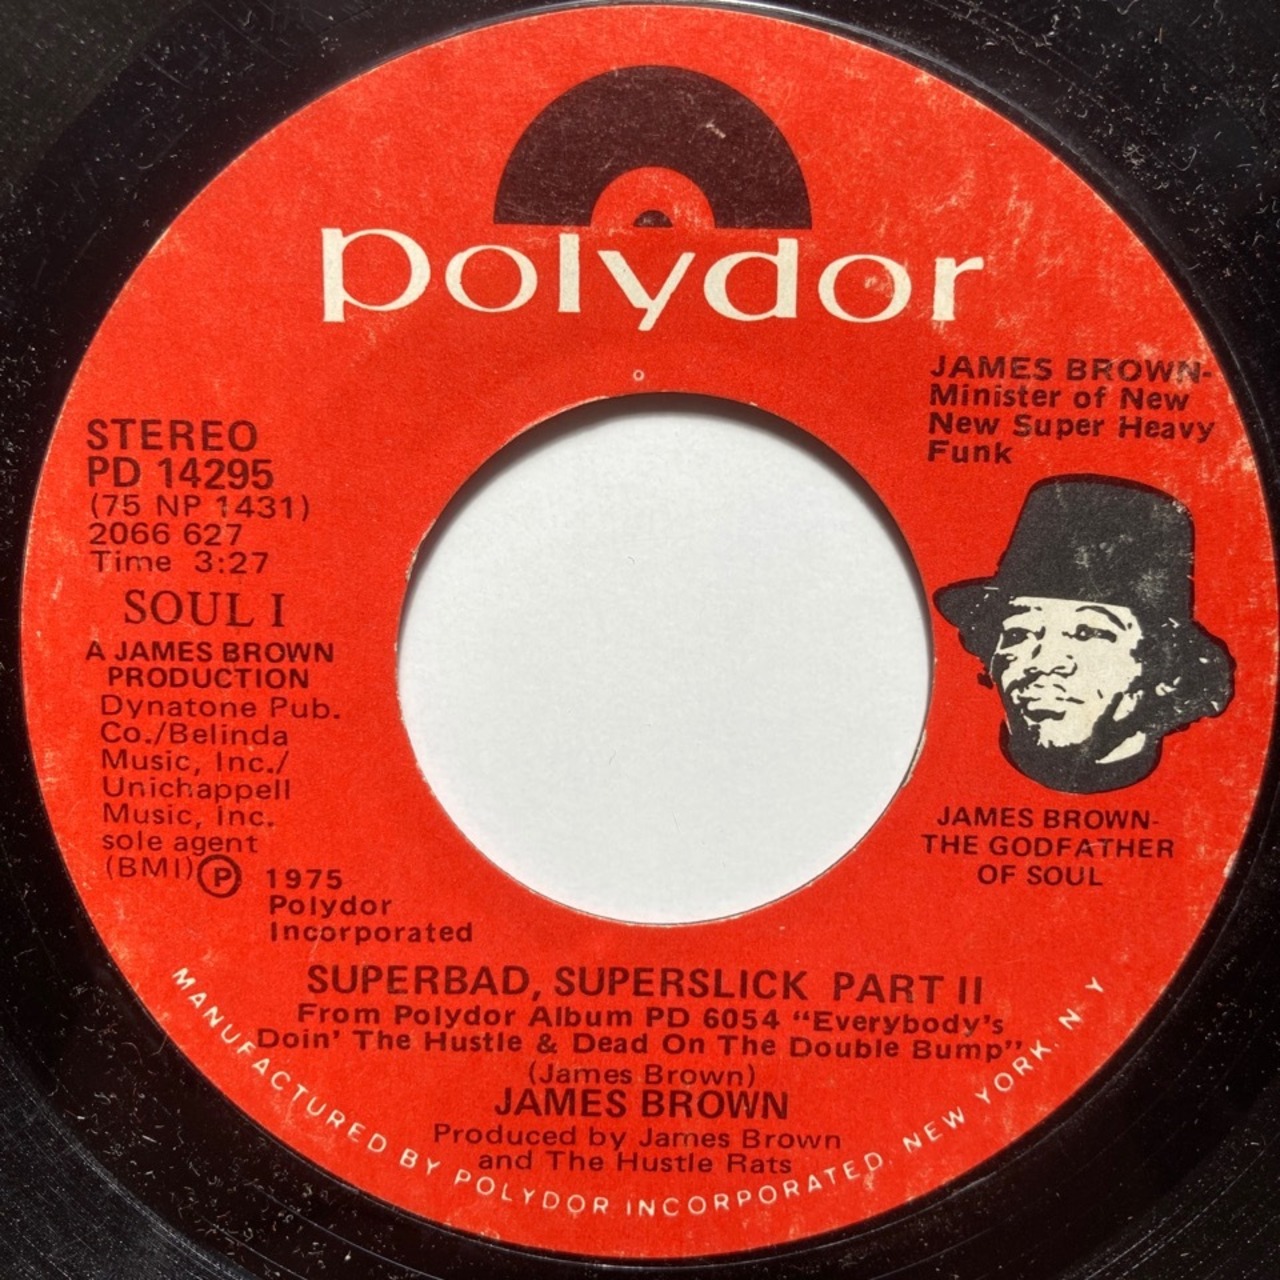 polydor
JAMES BROWN-
Minister of New
New Super Heavy
Funk
STEREO
PD 14295
(75 NP 1431)
2066 627
Time 3:27
SOUL I
A JAMES BROWN
PRODUCTION
Dynatone Pub.
Co./Belinda
Music, Inc./
Unichappell
Music, Inc.
sole agent
(BMI) Ⓟ 1975
Polydor
Incorporated
JAMES BROWN-
THE GODFATHER
OF SOUL
SUPERBAD, SUPERSLICK PART II
From Polydor Album PD 6054 “Everybody’s
Doin’ The Hustle & Dead On The Double Bump”
(James Brown)
JAMES BROWN
Produced by James Brown
and The Hustle Rats
MANUFACTURED BY POLYDOR INCORPORATED, NEW YORK, N Y